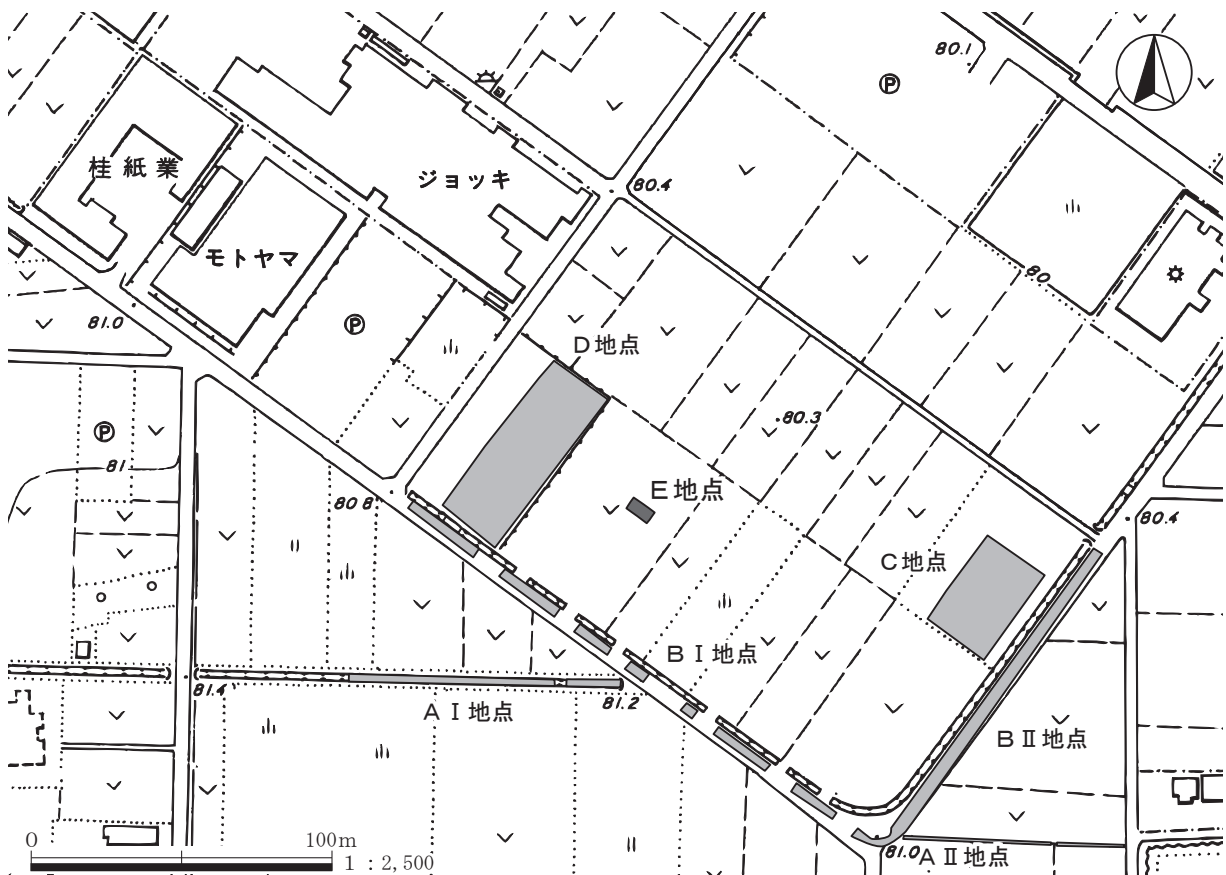 80.1
Ⓟ
桂紙業
ジョッキ
80.4
モトヤマ
80
81.0
Ⓟ
D地点
80.3
Ⓟ
81
E地点
80 8
80.4
C地点
BⅠ地点
81.4
81.2
AⅠ地点
BⅡ地点
0 100m
1 : 2,500
81.0
AⅡ地点